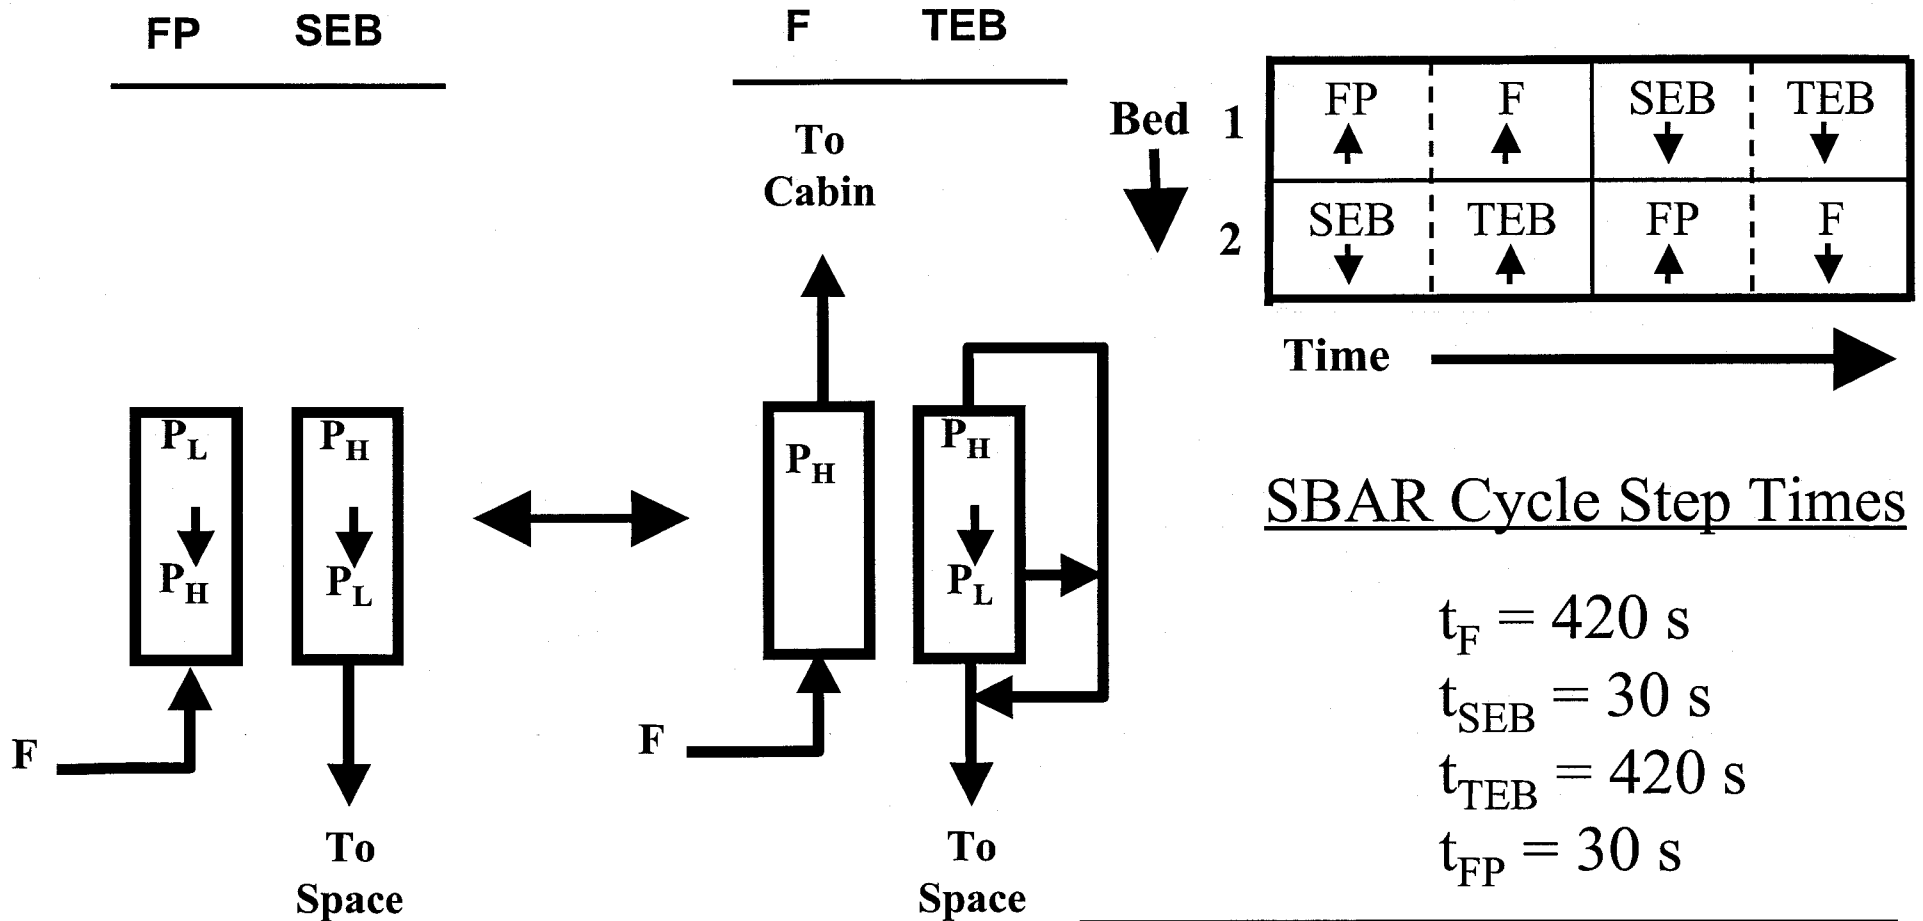 FP SEB
F TEB
To
Cabin
P_L
P_H
P_H
P_L
P_H
P_H
P_L
F
F
To
Space
To
Space
Bed 1 FP F SEB TEB
2 SEB TEB FP F
Time
SBAR Cycle Step Times
t_F = 420 s
t_SEB = 30 s
t_TEB = 420 s
t_FP = 30 s